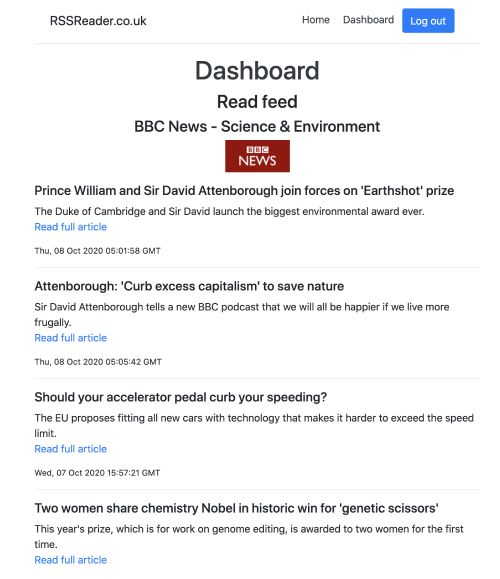 RSSReader.co.uk
Home Dashboard Log out
Dashboard
Read feed
BBC News - Science & Environment
BBC
NEWS
Prince William and Sir David Attenborough join forces on 'Earthshot' prize
The Duke of Cambridge and Sir David launch the biggest environmental award ever.
Read full article
Thu, 08 Oct 2020 05:01:58 GMT
Attenborough: 'Curb excess capitalism' to save nature
Sir David Attenborough tells a new BBC podcast that we will all be happier if we live more
frugally.
Read full article
Thu, 08 Oct 2020 05:05:42 GMT
Should your accelerator pedal curb your speeding?
The EU proposes fitting all new cars with technology that makes it harder to exceed the speed
limit.
Read full article
Wed, 07 Oct 2020 15:57:21 GMT
Two women share chemistry Nobel in historic win for 'genetic scissors'
This year's prize, which is for work on genome editing, is awarded to two women for the first
time.
Read full article